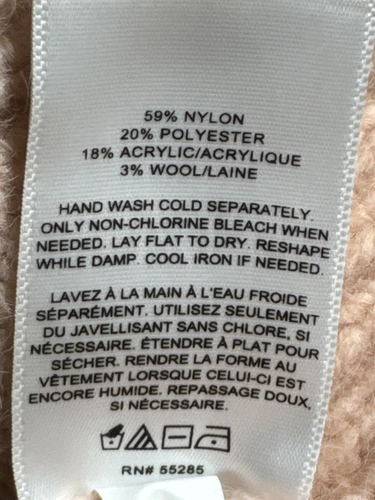 59% NYLON
20% POLYESTER
18% ACRYLIC/ACRYLIQUE
3% WOOL/LAINE
HAND WASH COLD SEPARATELY.
ONLY NON-CHLORINE BLEACH WHEN
NEEDED. LAY FLAT TO DRY. RESHAPE
WHILE DAMP. COOL IRON IF NEEDED.
LAVEZ À LA MAIN À L'EAU FROIDE
SÉPARÉMENT. UTILISEZ SEULEMENT
DU JAVELLISANT SANS CHLORE, SI
NÉCESSAIRE. ÉTENDRE À PLAT POUR
SÉCHER. RENDRE LA FORME AU
VÊTEMENT LORSQUE CELUI-CI EST
ENCORE HUMIDE. REPASSAGE DOUX,
SI NÉCESSAIRE.
RN# 55285